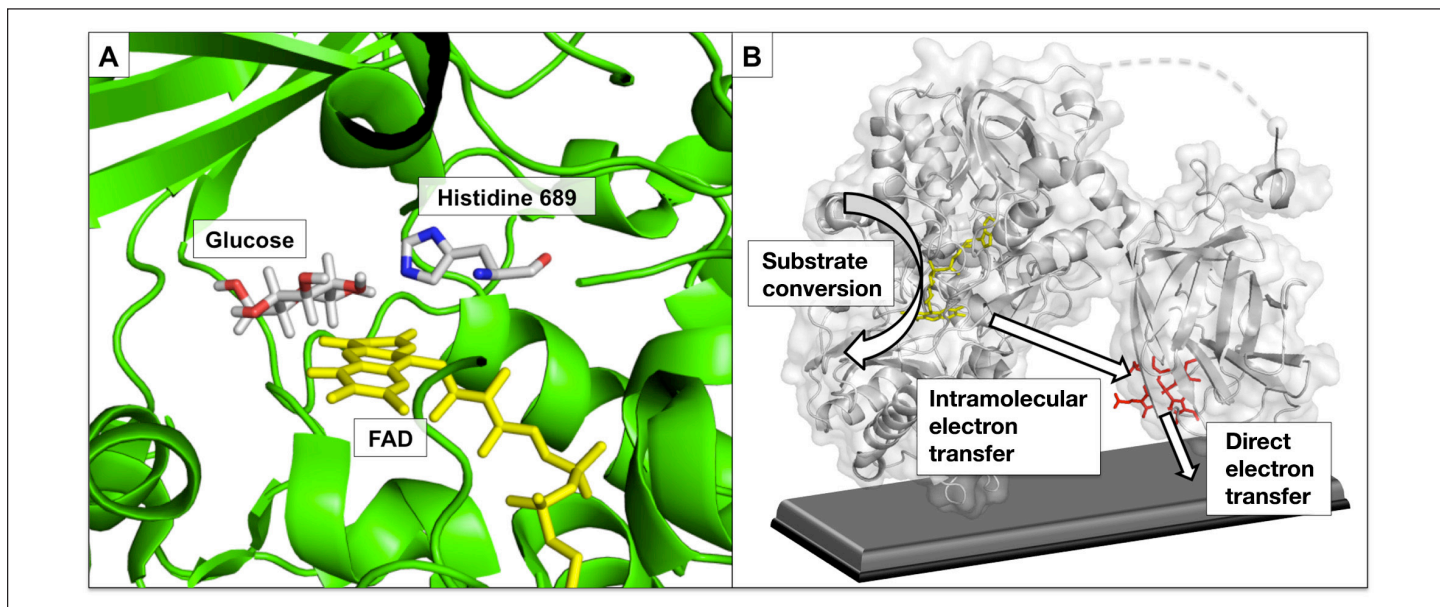 A
Histidine 689
Glucose
FAD
B
Substrate
conversion
Intramolecular
electron
transfer
Direct
electron
transfer